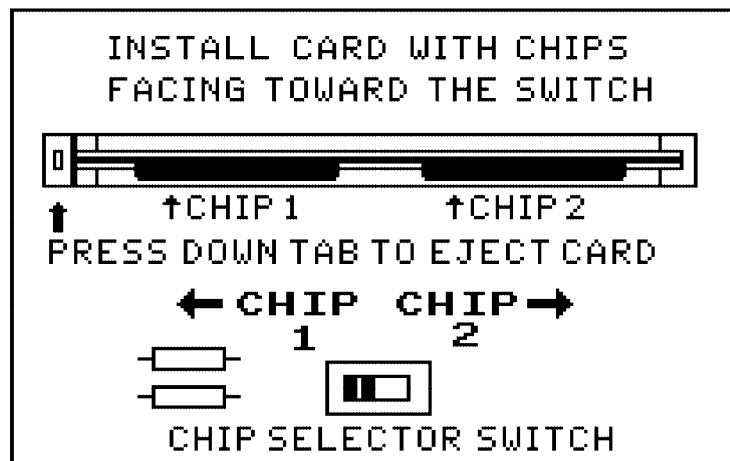 INSTALL CARD WITH CHIPS
FACING TOWARD THE SWITCH
↑CHIP 1 ↑CHIP 2
PRESS DOWN TAB TO EJECT CARD
←CHIP CHIP→
1 2
CHIP SELECTOR SWITCH